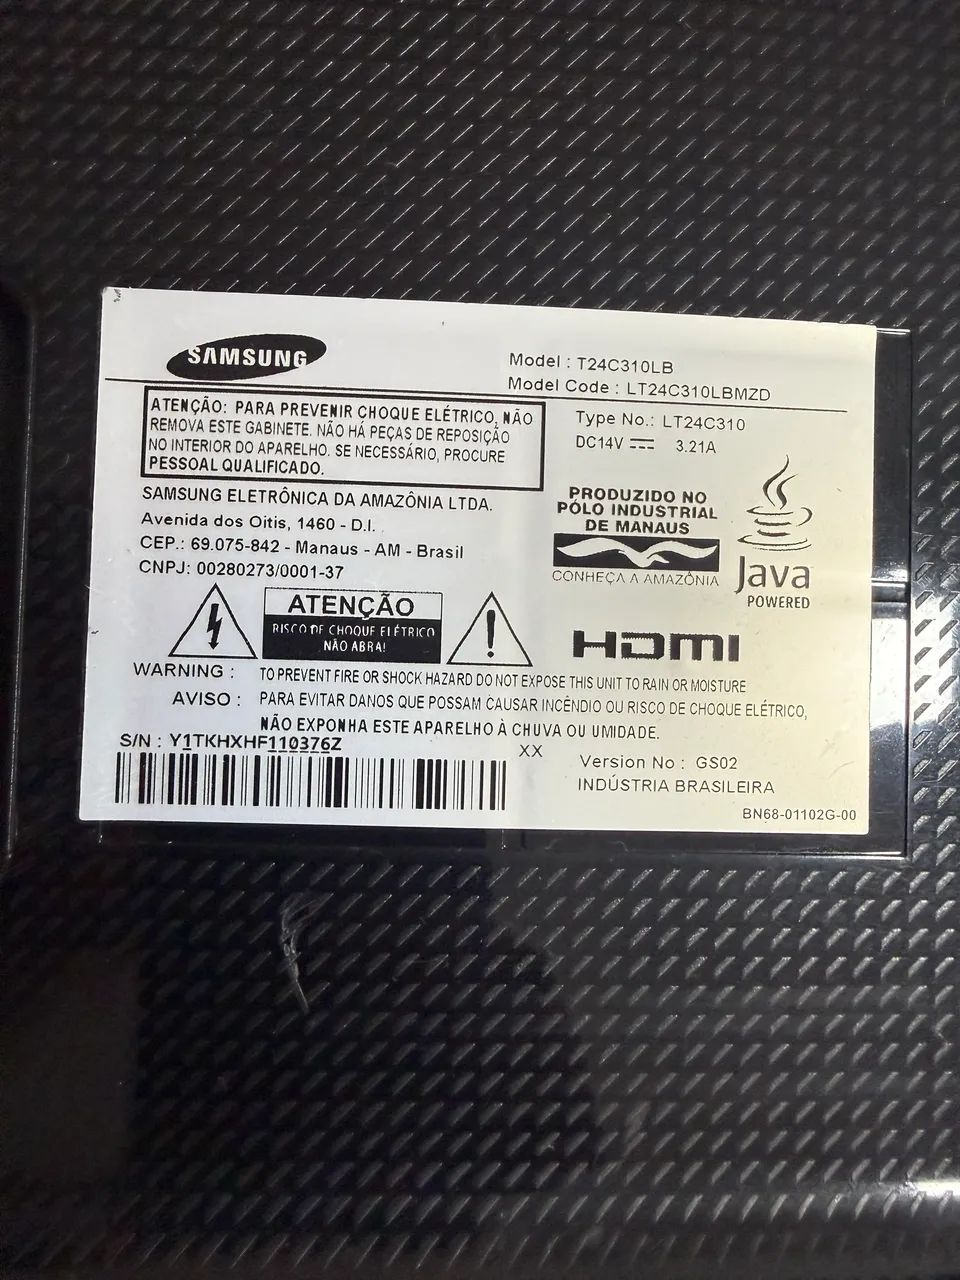 SAMSUNG
Model : T24C310LB
Model Code : LT24C310LBMZD
ATENÇÃO: PARA PREVENIR CHOQUE ELÉTRICO, NÃO
REMOVA ESTE GABINETE. NÃO HÁ PEÇAS DE REPOSIÇÃO
NO INTERIOR DO APARELHO. SE NECESSÁRIO, PROCURE
PESSOAL QUALIFICADO.
Type No.: LT24C310
DC14V 3.21A
SAMSUNG ELETRÔNICA DA AMAZÔNIA LTDA.
Avenida dos Oitis, 1460 - D.I.
CEP.: 69.075-842 - Manaus - AM - Brasil
CNPJ: 00280273/0001-37
PRODUZIDO NO
PÓLO INDUSTRIAL
DE MANAUS
CONHEÇA A AMAZÔNIA
Java
POWERED
ATENÇÃO
RISCO DE CHOQUE ELÉTRICO
NÃO ABRA!
HDMI
WARNING : TO PREVENT FIRE OR SHOCK HAZARD DO NOT EXPOSE THIS UNIT TO RAIN OR MOISTURE
AVISO : PARA EVITAR DANOS QUE POSSAM CAUSAR INCÊNDIO OU RISCO DE CHOQUE ELÉTRICO,
NÃO EXPONHA ESTE APARELHO À CHUVA OU UMIDADE.
S/N : Y1TKHXHF110376Z
XX
Version No : GS02
INDÚSTRIA BRASILEIRA
BN68-01102G-00